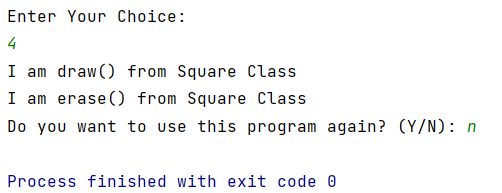 Enter Your Choice:
4
I am draw() from Square Class
I am erase() from Square Class
Do you want to use this program again? (Y/N): n
Process finished with exit code 0